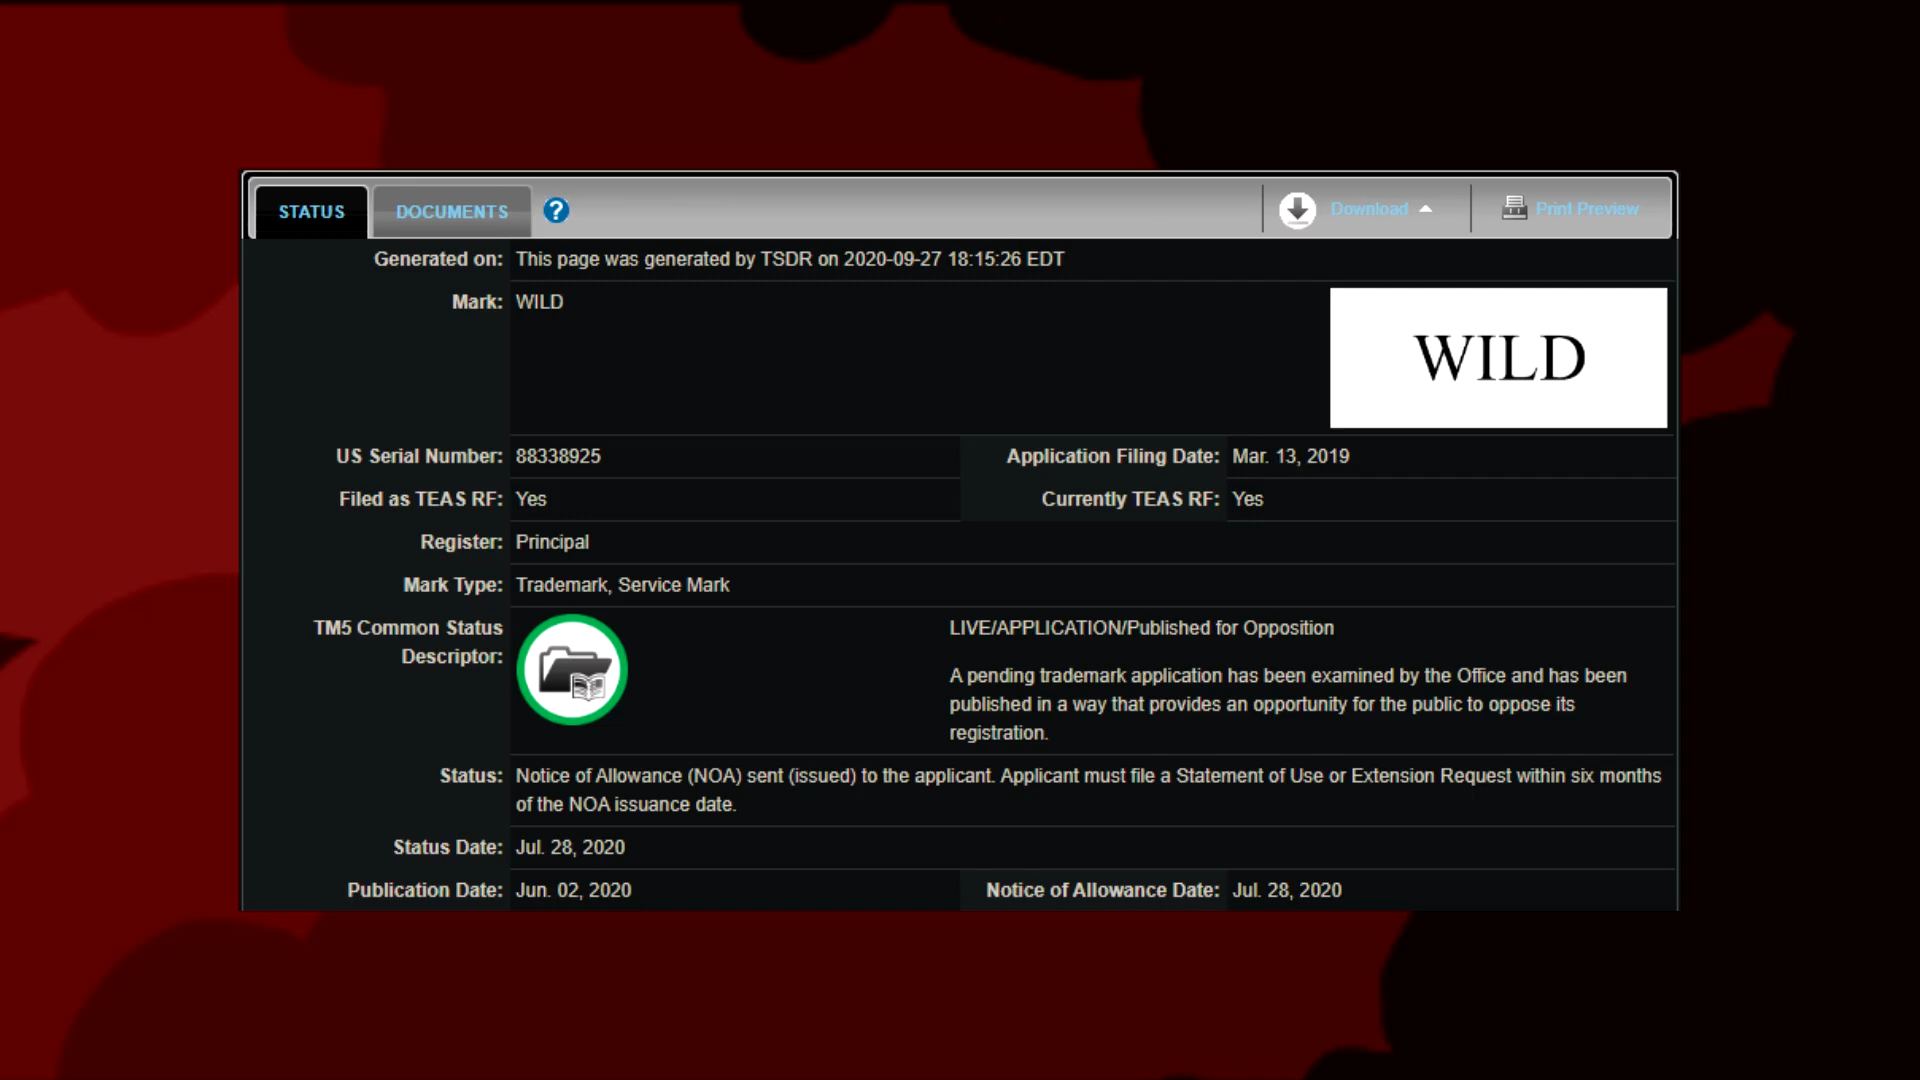 STATUS DOCUMENTS ? Download Print Preview
Generated on: This page was generated by TSDR on 2020-09-27 18:15:26 EDT
Mark: WILD
WILD
US Serial Number: 88338925 Application Filing Date: Mar. 13, 2019
Filed as TEAS RF: Yes Currently TEAS RF: Yes
Register: Principal
Mark Type: Trademark, Service Mark
TM5 Common Status LIVE/APPLICATION/Published for Opposition
Descriptor:
A pending trademark application has been examined by the Office and has been
published in a way that provides an opportunity for the public to oppose its
registration.
Status: Notice of Allowance (NOA) sent (issued) to the applicant. Applicant must file a Statement of Use or Extension Request within six months
of the NOA issuance date.
Status Date: Jul. 28, 2020
Publication Date: Jun. 02, 2020 Notice of Allowance Date: Jul. 28, 2020